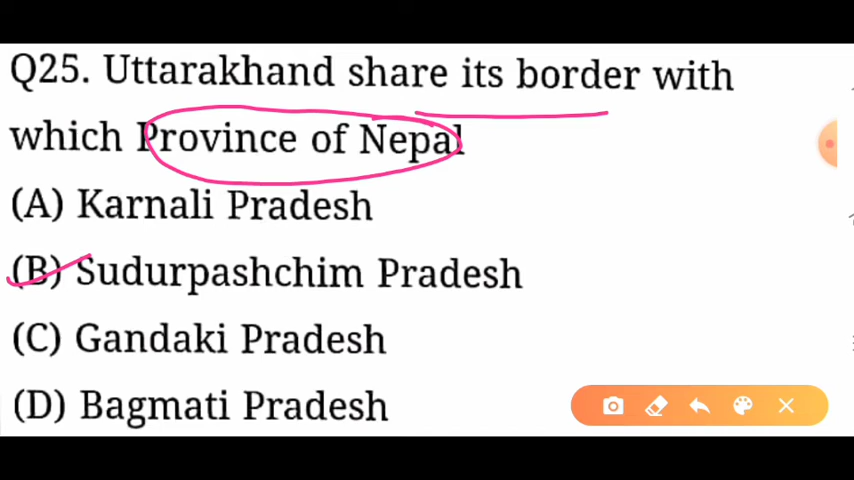 Q25. Uttarakhand share its border with
which Province of Nepal
(A) Karnali Pradesh
(B) Sudurpashchim Pradesh
(C) Gandaki Pradesh
(D) Bagmati Pradesh